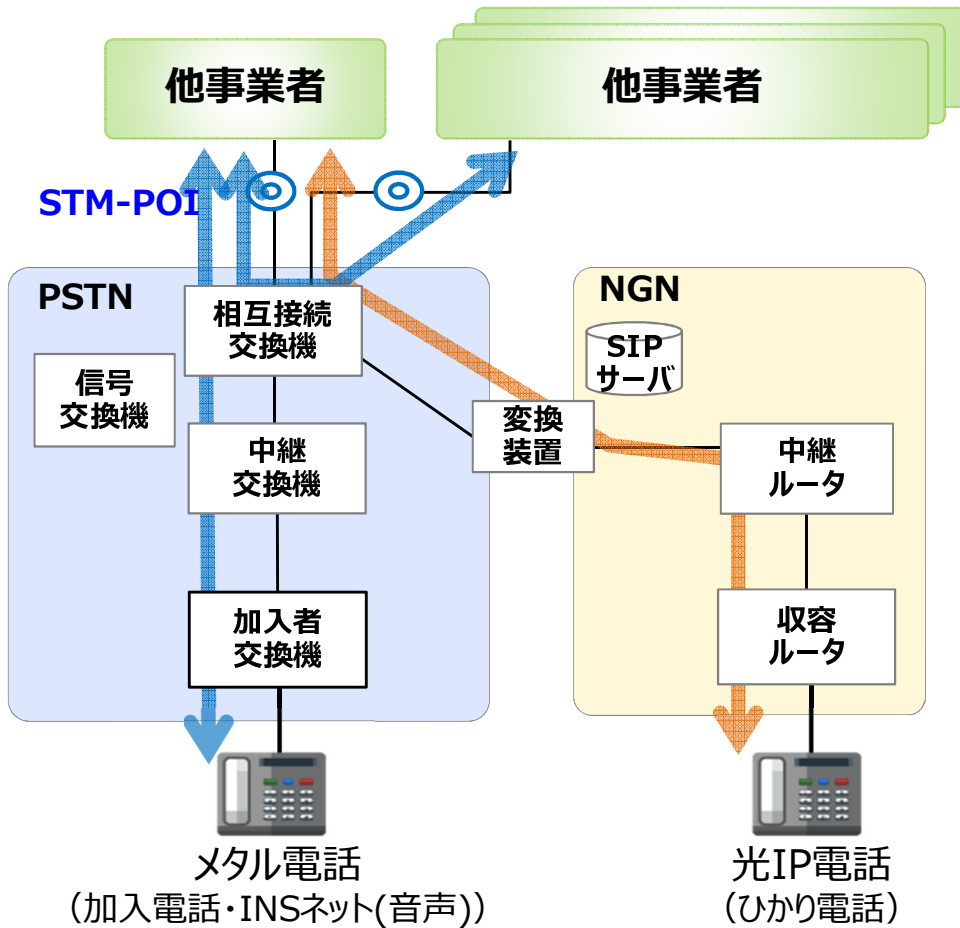 他事業者
他事業者
STM-POI
PSTN
NGN
相互接続
交換機
SIP
サーバ
信号
交換機
変換
装置
中継
交換機
中継
ルータ
加入者
交換機
収容
ルータ
メタル電話
（加入電話・INSネット(音声)）
光IP電話
（ひかり電話）